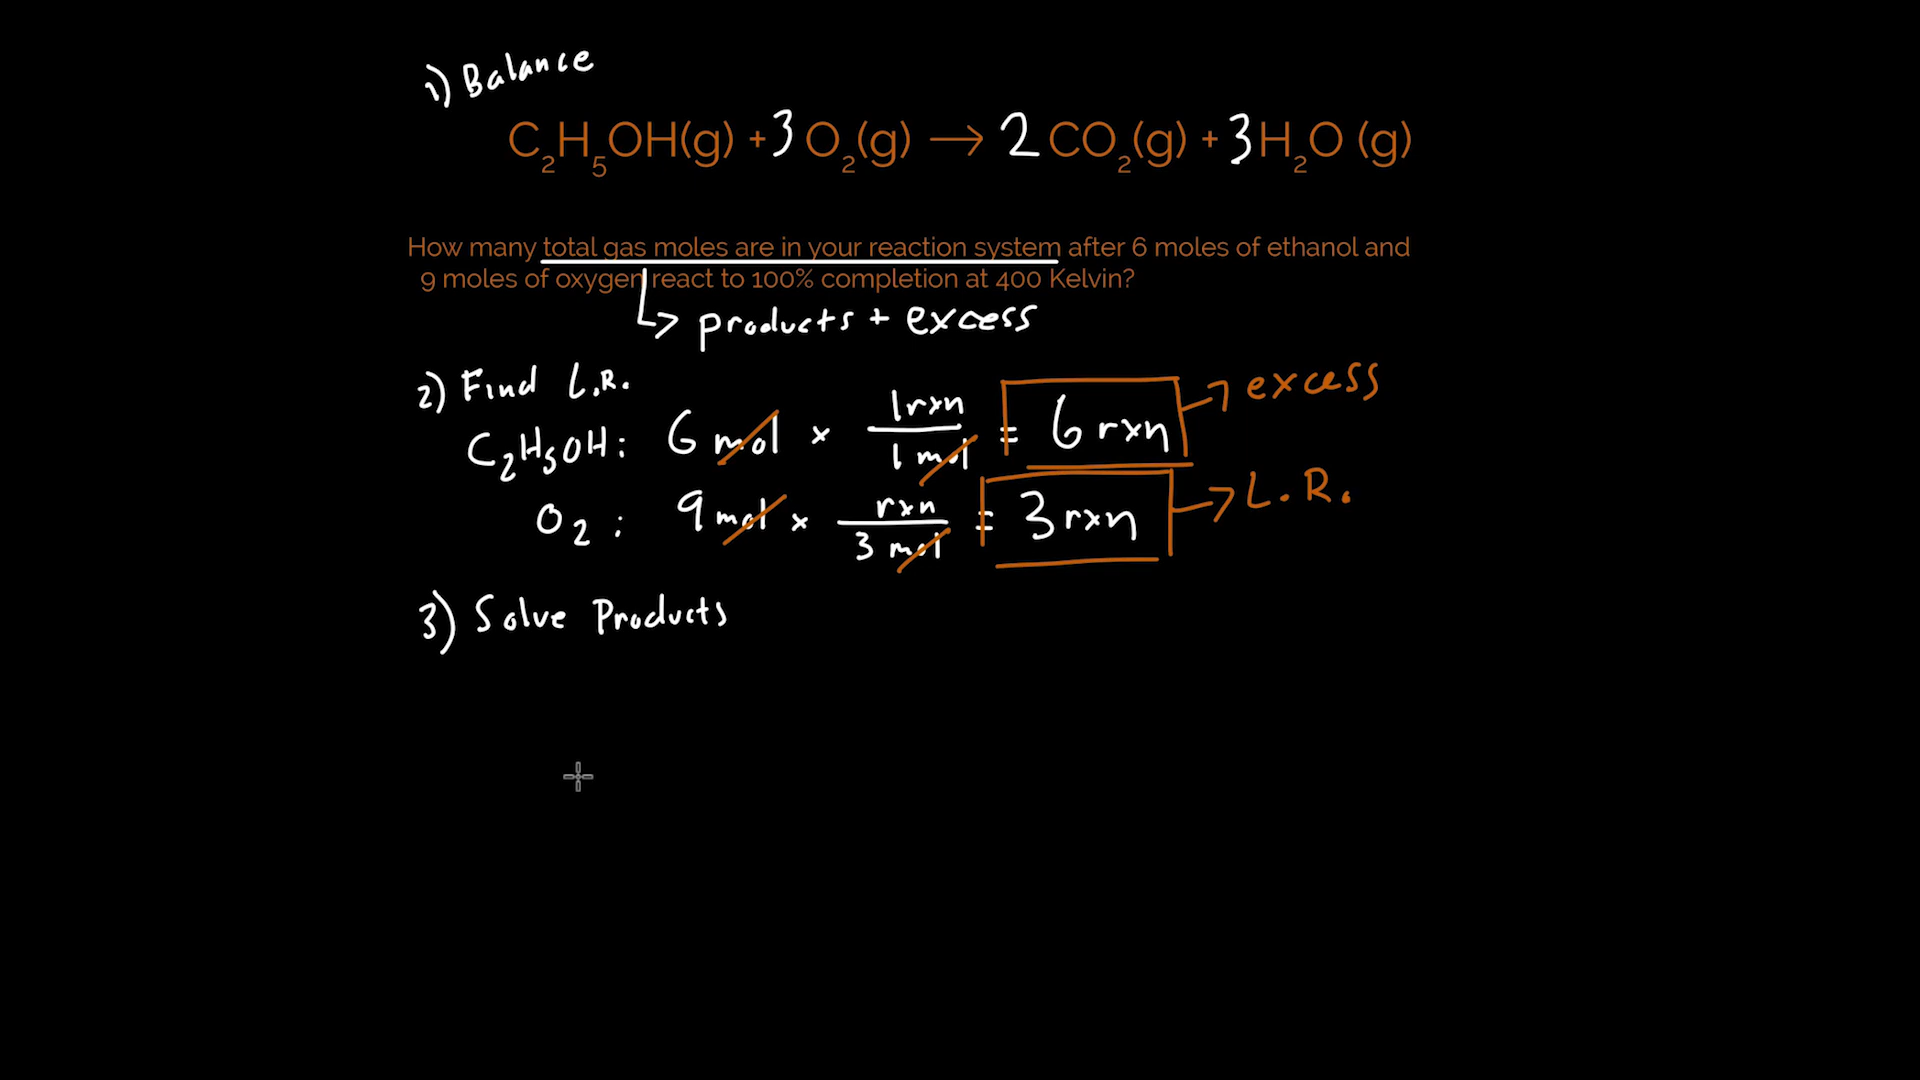 1) Balance
C₂H₅OH(g) + 3 O₂(g) → 2 CO₂(g) + 3 H₂O (g)
How many total gas moles are in your reaction system after 6 moles of ethanol and
9 moles of oxygen react to 100% completion at 400 Kelvin?
↳ products + excess
2) Find L.R.
C₂H₅OH: 6 mol × 1 rxn / 1 mol = 6 rxn → excess
O₂: 9 mol × rxn / 3 mol = 3 rxn → L.R.
3) Solve Products